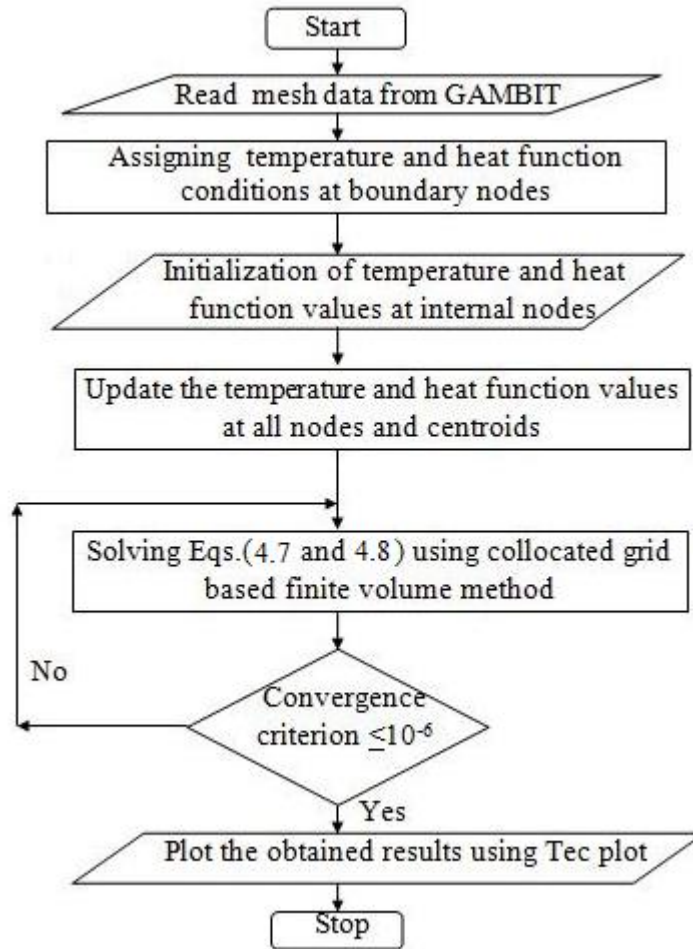 Start
Read mesh data from GAMBIT
Assigning temperature and heat function
conditions at boundary nodes
Initialization of temperature and heat
function values at internal nodes
Update the temperature and heat function values
at all nodes and centroids
Solving Eqs.(4.7 and 4.8) using collocated grid
based finite volume method
No
Convergence
criterion ≤10⁻⁶
Yes
Plot the obtained results using Tec plot
Stop